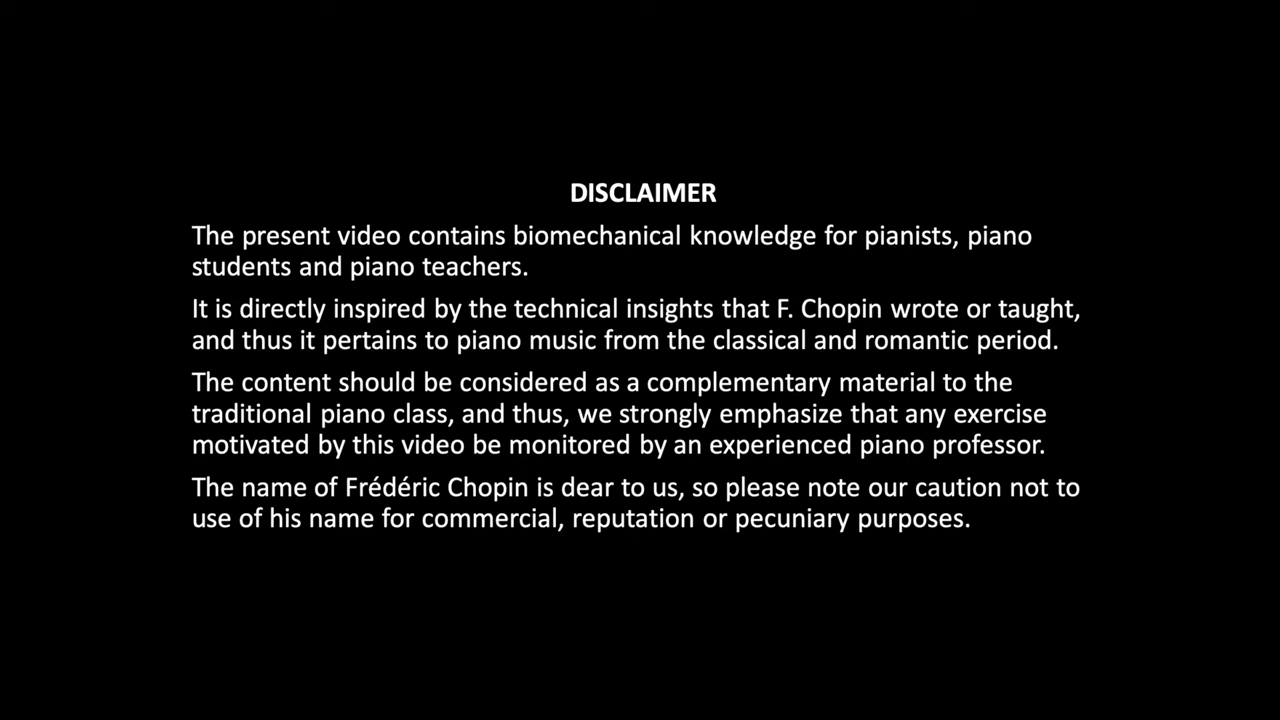 DISCLAIMER
The present video contains biomechanical knowledge for pianists, piano
students and piano teachers.
It is directly inspired by the technical insights that F. Chopin wrote or taught,
and thus it pertains to piano music from the classical and romantic period.
The content should be considered as a complementary material to the
traditional piano class, and thus, we strongly emphasize that any exercise
motivated by this video be monitored by an experienced piano professor.
The name of Frédéric Chopin is dear to us, so please note our caution not to
use of his name for commercial, reputation or pecuniary purposes.